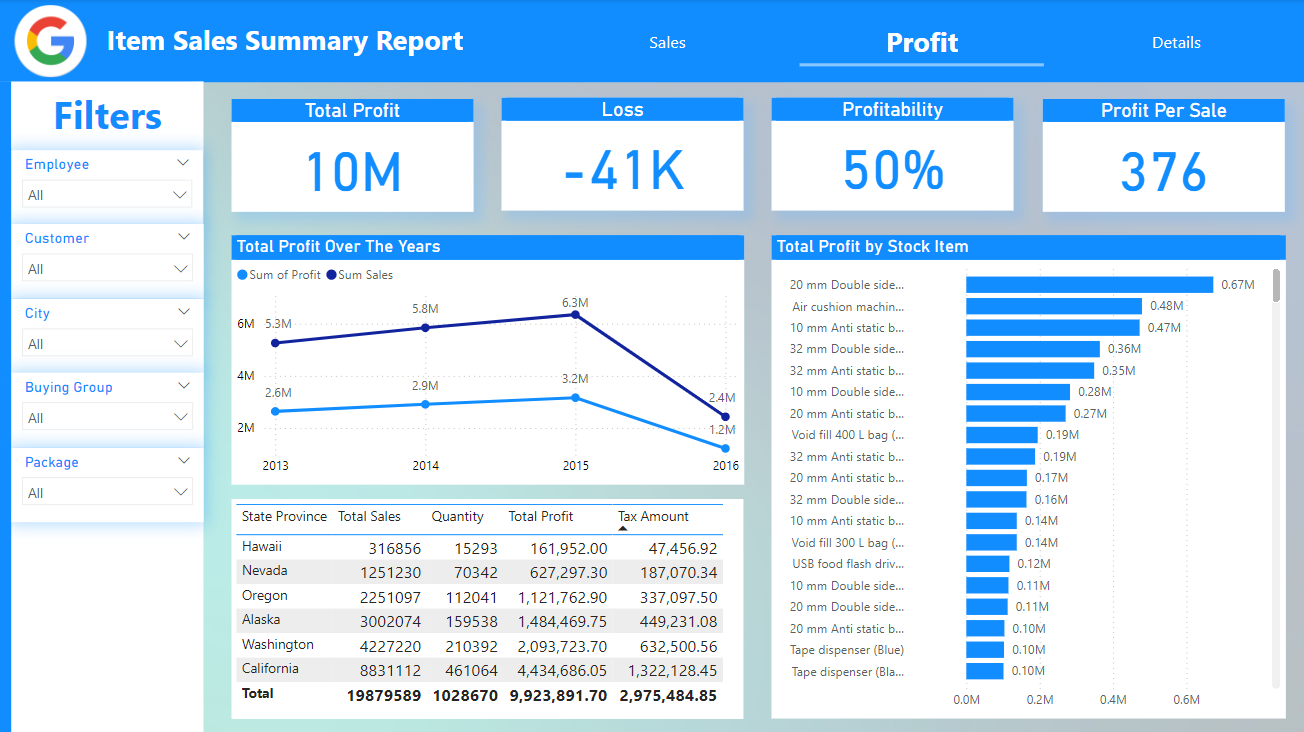 Item Sales Summary Report
Sales
Profit
Details
Filters
Employee
All
Customer
All
City
All
Buying Group
All
Package
All
Total Profit
10M
Loss
-41K
Profitability
50%
Profit Per Sale
376
Total Profit Over The Years
Sum of Profit Sum Sales
6M
4M
2M
5.3M
5.8M
6.3M
2.4M
2.6M
2.9M
3.2M
1.2M
2013 2014 2015 2016
State Province Total Sales Quantity Total Profit Tax Amount
Hawaii 316856 15293 161,952.00 47,456.92
Nevada 1251230 70342 627,297.30 187,070.34
Oregon 2251097 112041 1,121,762.90 337,097.50
Alaska 3002074 159538 1,484,469.75 449,231.08
Washington 4227220 210392 2,093,723.70 632,500.56
California 8831112 461064 4,434,686.05 1,322,128.45
Total 19879589 1028670 9,923,891.70 2,975,484.85
Total Profit by Stock Item
20 mm Double side... 0.67M
Air cushion machin... 0.48M
10 mm Anti static b... 0.47M
32 mm Double side... 0.36M
32 mm Anti static b... 0.35M
10 mm Double side... 0.28M
20 mm Anti static b... 0.27M
Void fill 400 L bag (... 0.19M
32 mm Anti static b... 0.19M
20 mm Anti static b... 0.17M
32 mm Double side... 0.16M
10 mm Anti static b... 0.14M
Void fill 300 L bag (... 0.14M
USB food flash driv... 0.12M
10 mm Double side... 0.11M
20 mm Double side... 0.11M
20 mm Anti static b... 0.10M
Tape dispenser (Blue) 0.10M
Tape dispenser (Bla... 0.10M
0.0M 0.2M 0.4M 0.6M